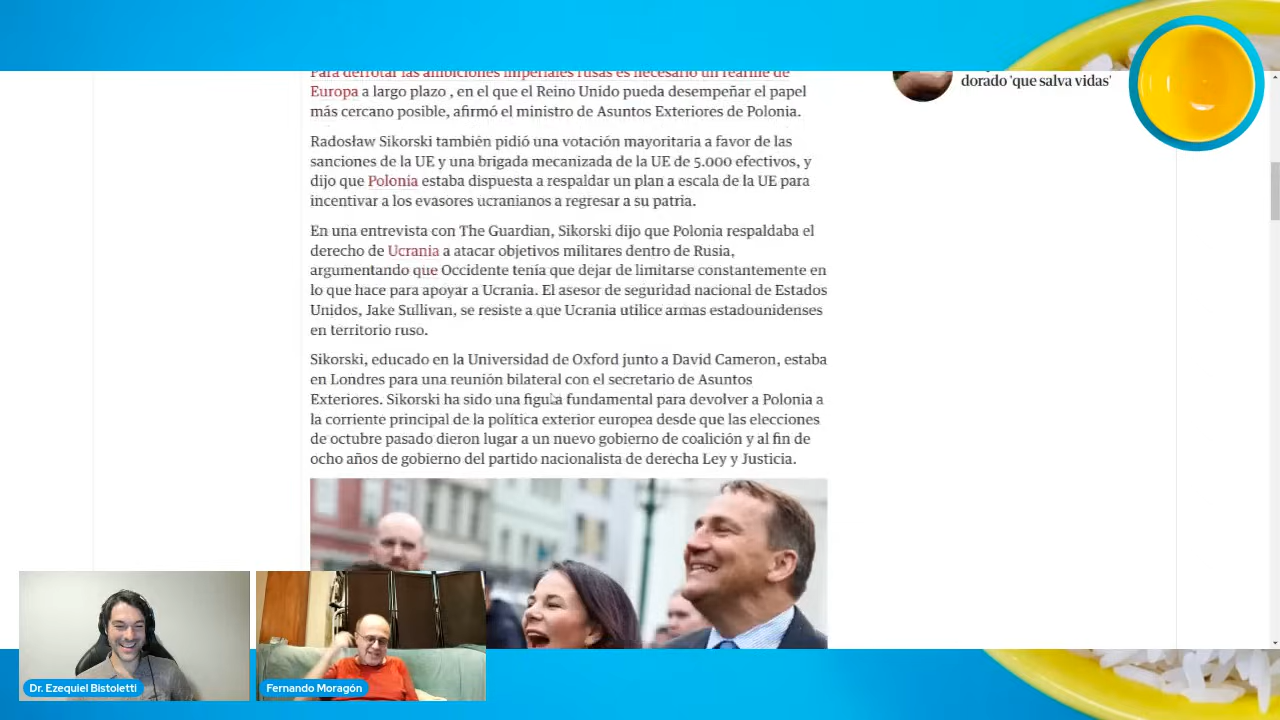 Para derrotar las ambiciones imperiales rusas es necesario un rearme de
Europa a largo plazo , en el que el Reino Unido pueda desempeñar el papel
más cercano posible, afirmó el ministro de Asuntos Exteriores de Polonia.
Radosław Sikorski también pidió una votación mayoritaria a favor de las
sanciones de la UE y una brigada mecanizada de la UE de 5.000 efectivos, y
dijo que Polonia estaba dispuesta a respaldar un plan a escala de la UE para
incentivar a los evasores ucranianos a regresar a su patria.
En una entrevista con The Guardian, Sikorski dijo que Polonia respaldaba el
derecho de Ucrania a atacar objetivos militares dentro de Rusia,
argumentando que Occidente tenía que dejar de limitarse constantemente en
lo que hace para apoyar a Ucrania. El asesor de seguridad nacional de Estados
Unidos, Jake Sullivan, se resiste a que Ucrania utilice armas estadounidenses
en territorio ruso.
Sikorski, educado en la Universidad de Oxford junto a David Cameron, estaba
en Londres para una reunión bilateral con el secretario de Asuntos
Exteriores. Sikorski ha sido una figura fundamental para devolver a Polonia a
la corriente principal de la política exterior europea desde que las elecciones
de octubre pasado dieron lugar a un nuevo gobierno de coalición y al fin de
ocho años de gobierno del partido nacionalista de derecha Ley y Justicia.
dorado 'que salva vidas'
Dr. Ezequiel Bistoletti
Fernando Moragón